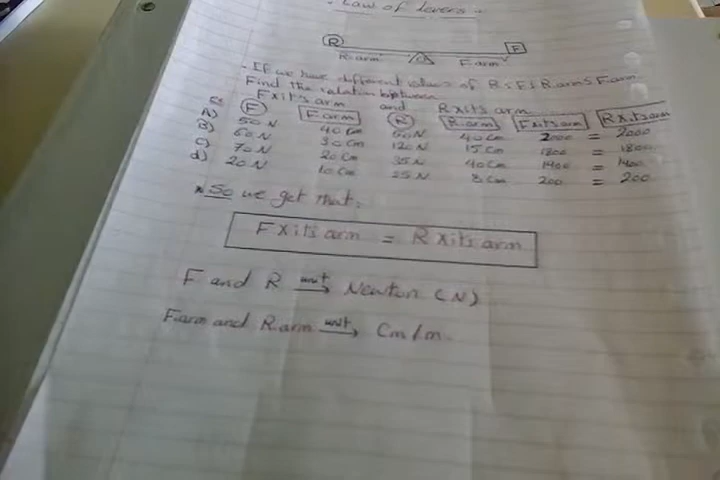 . Law of levers :-
R F
R.arm F.arm
- If we have different values of R & F & R.arm & F.arm
Find the relation between
F x its arm and R x its arm
F F.arm R R.arm F x its arm R x its arm
A) 50 N 40 cm 50 N 40 cm 2000 = 2000
B) 60 N 30 cm 120 N 15 cm 1800 = 1800
C) 70 N 20 cm 35 N 40 cm 1400 = 1400
d) 20 N 10 cm 25 N 8 cm 200 = 200
* So we get that:
F x its arm = R x its arm
F and R unit → Newton (N)
F.arm and R.arm unit → Cm/m.